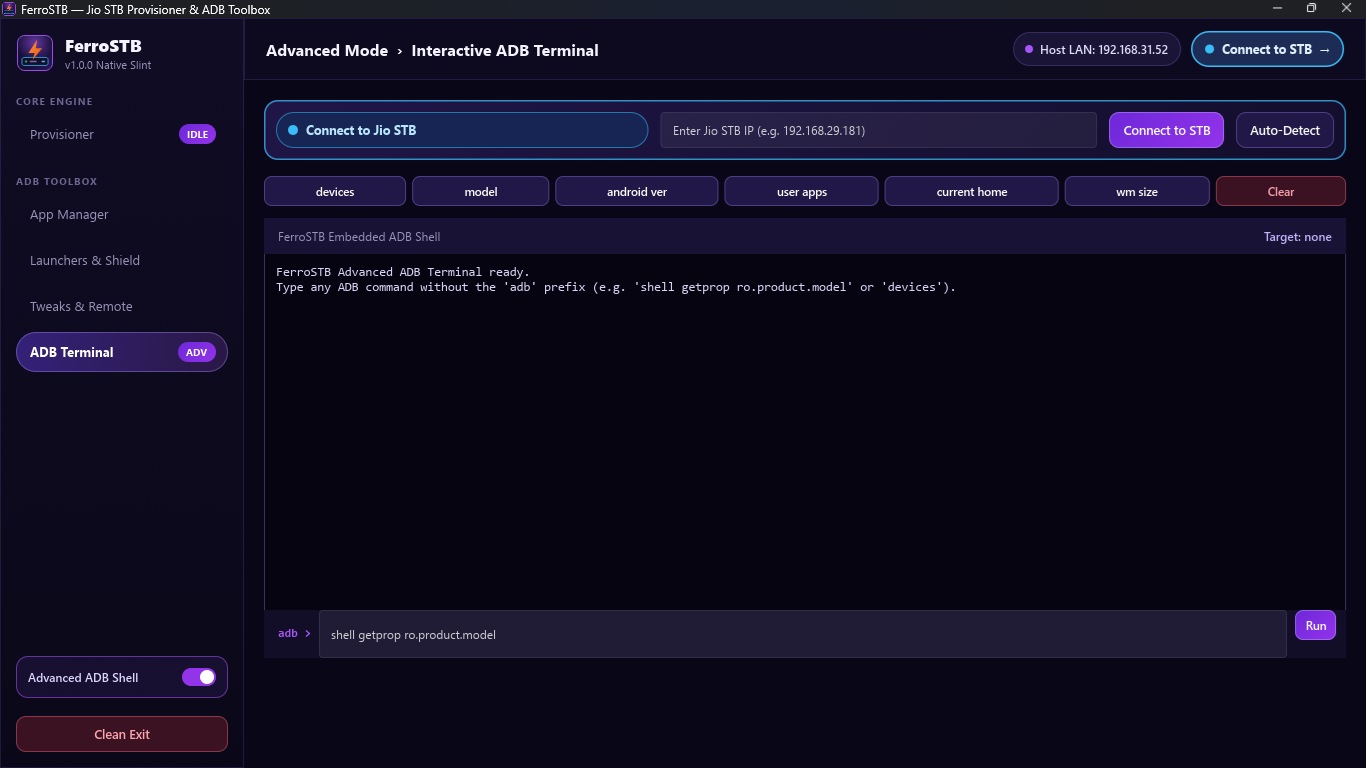 FerroSTB — Jio STB Provisioner & ADB Toolbox
FerroSTB
v1.0.0 Native Slint
Advanced Mode › Interactive ADB Terminal
Host LAN: 192.168.31.52
Connect to STB →
CORE ENGINE
Provisioner
IDLE
ADB TOOLBOX
App Manager
Launchers & Shield
Tweaks & Remote
ADB Terminal
ADV
Advanced ADB Shell
Clean Exit
Connect to Jio STB
Enter Jio STB IP (e.g. 192.168.29.181)
Connect to STB
Auto-Detect
devices
model
android ver
user apps
current home
wm size
Clear
FerroSTB Embedded ADB Shell
Target: none
FerroSTB Advanced ADB Terminal ready.
Type any ADB command without the 'adb' prefix (e.g. 'shell getprop ro.product.model' or 'devices').
adb ›
shell getprop ro.product.model
Run